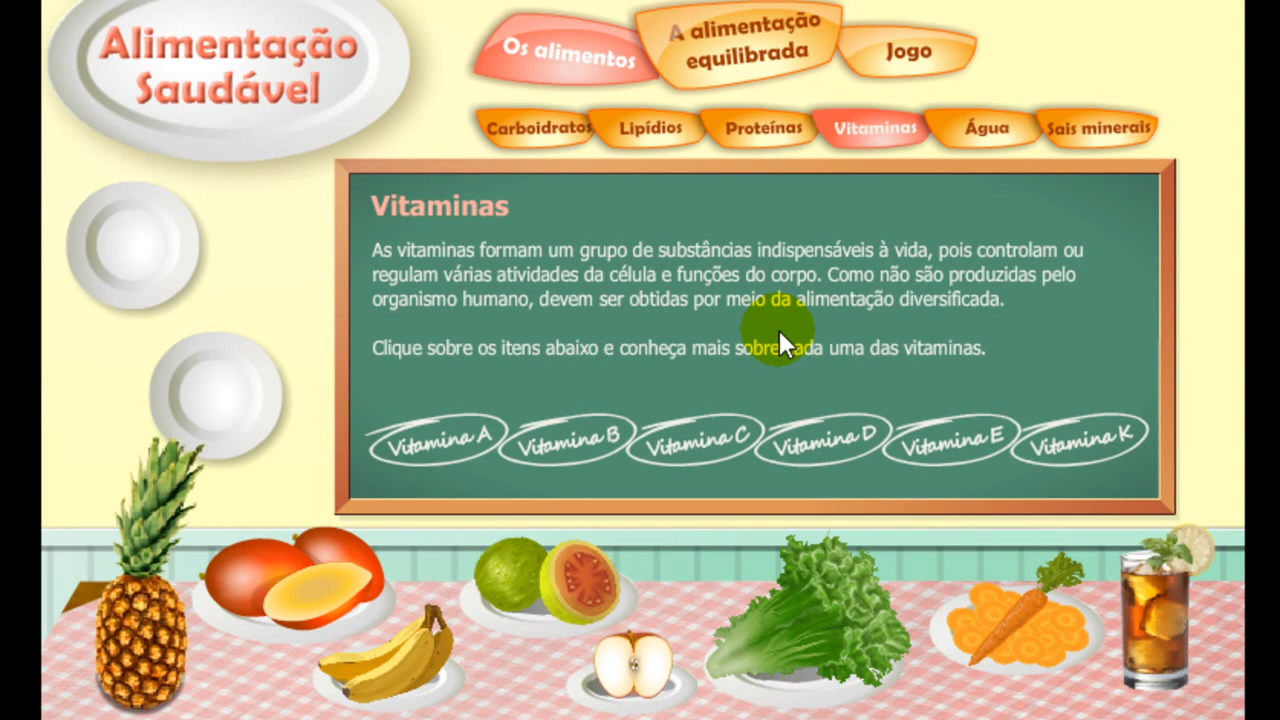 Alimentação
Saudável
Os alimentos
A alimentação
equilibrada
Jogo
Carboidratos
Lipídios
Proteínas
Vitaminas
Água
Sais minerais
Vitaminas
As vitaminas formam um grupo de substâncias indispensáveis à vida, pois controlam ou
regulam várias atividades da célula e funções do corpo. Como não são produzidas pelo
organismo humano, devem ser obtidas por meio da alimentação diversificada.
Clique sobre os itens abaixo e conheça mais sobre cada uma das vitaminas.
Vitamina A
Vitamina B
Vitamina C
Vitamina D
Vitamina E
Vitamina K